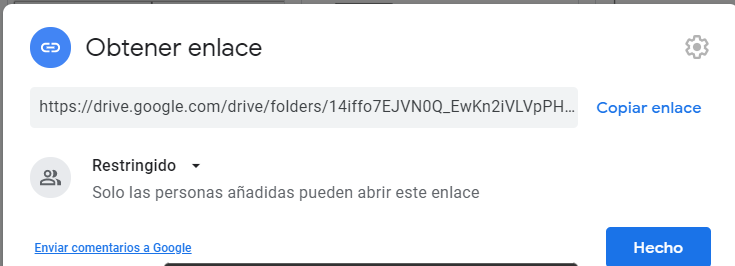 Obtener enlace
https://drive.google.com/drive/folders/14iffo7EJVN0Q_EwKn2iVLVpPH...
Copiar enlace
Restringido
Solo las personas añadidas pueden abrir este enlace
Enviar comentarios a Google
Hecho